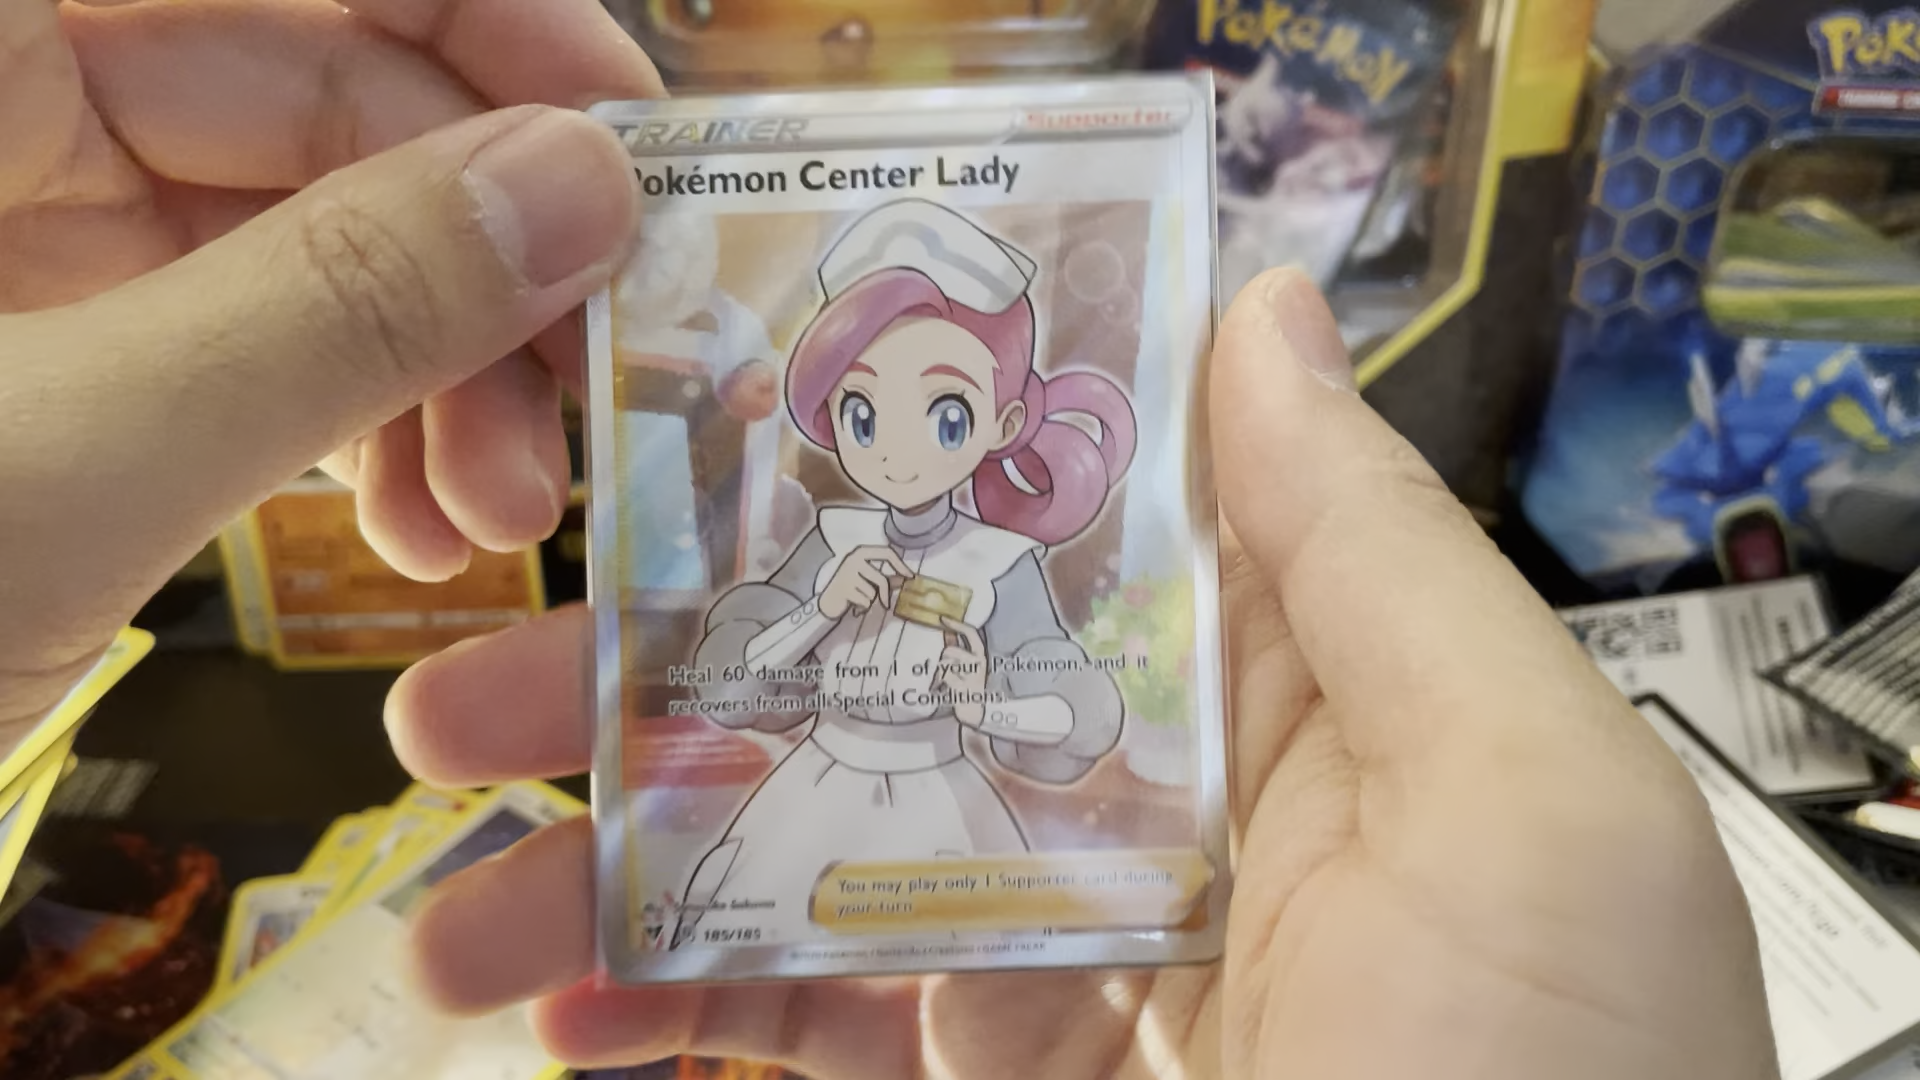 TRAINER
Supporter
Pokémon Center Lady
Heal 60 damage from 1 of your Pokémon, and it
recovers from all Special Conditions.
You may play only 1 Supporter card during
your turn
185/185
Pokémon